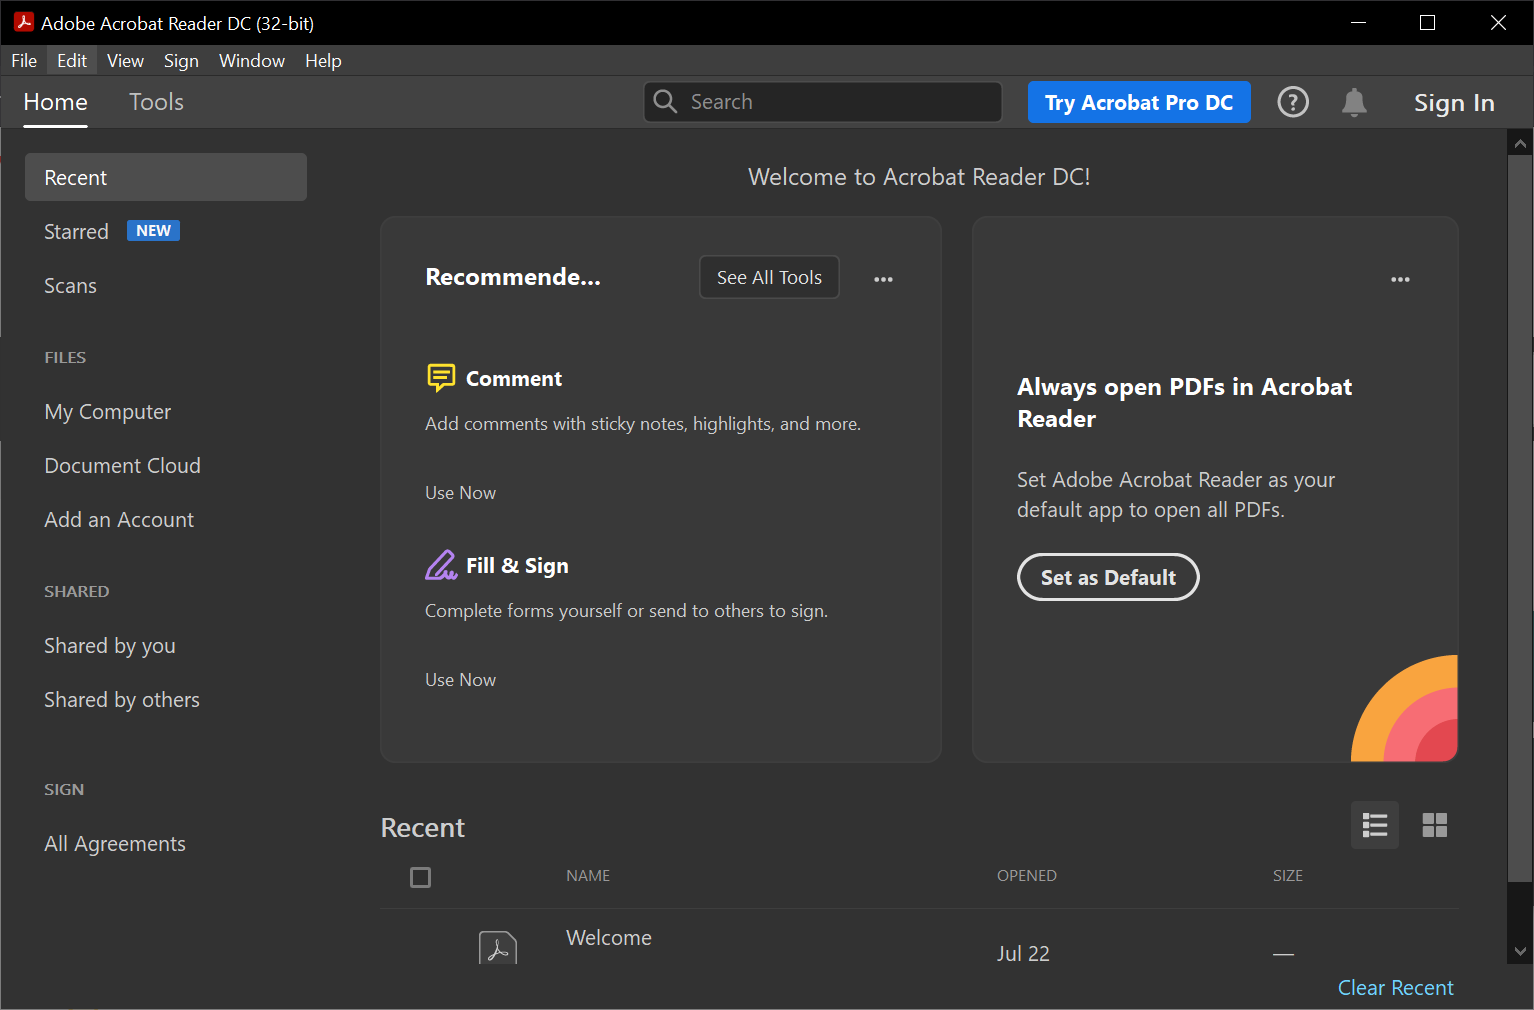 Adobe Acrobat Reader DC (32-bit)
File Edit View Sign Window Help
Home Tools Search Try Acrobat Pro DC ? Sign In
Recent
Starred NEW
Scans
FILES
My Computer
Document Cloud
Add an Account
SHARED
Shared by you
Shared by others
SIGN
All Agreements
Welcome to Acrobat Reader DC!
Recommende... See All Tools
Comment
Add comments with sticky notes, highlights, and more.
Use Now
Fill & Sign
Complete forms yourself or send to others to sign.
Use Now
Always open PDFs in Acrobat
Reader
Set Adobe Acrobat Reader as your
default app to open all PDFs.
Set as Default
Recent
NAME OPENED SIZE
Welcome Jul 22 —
Clear Recent